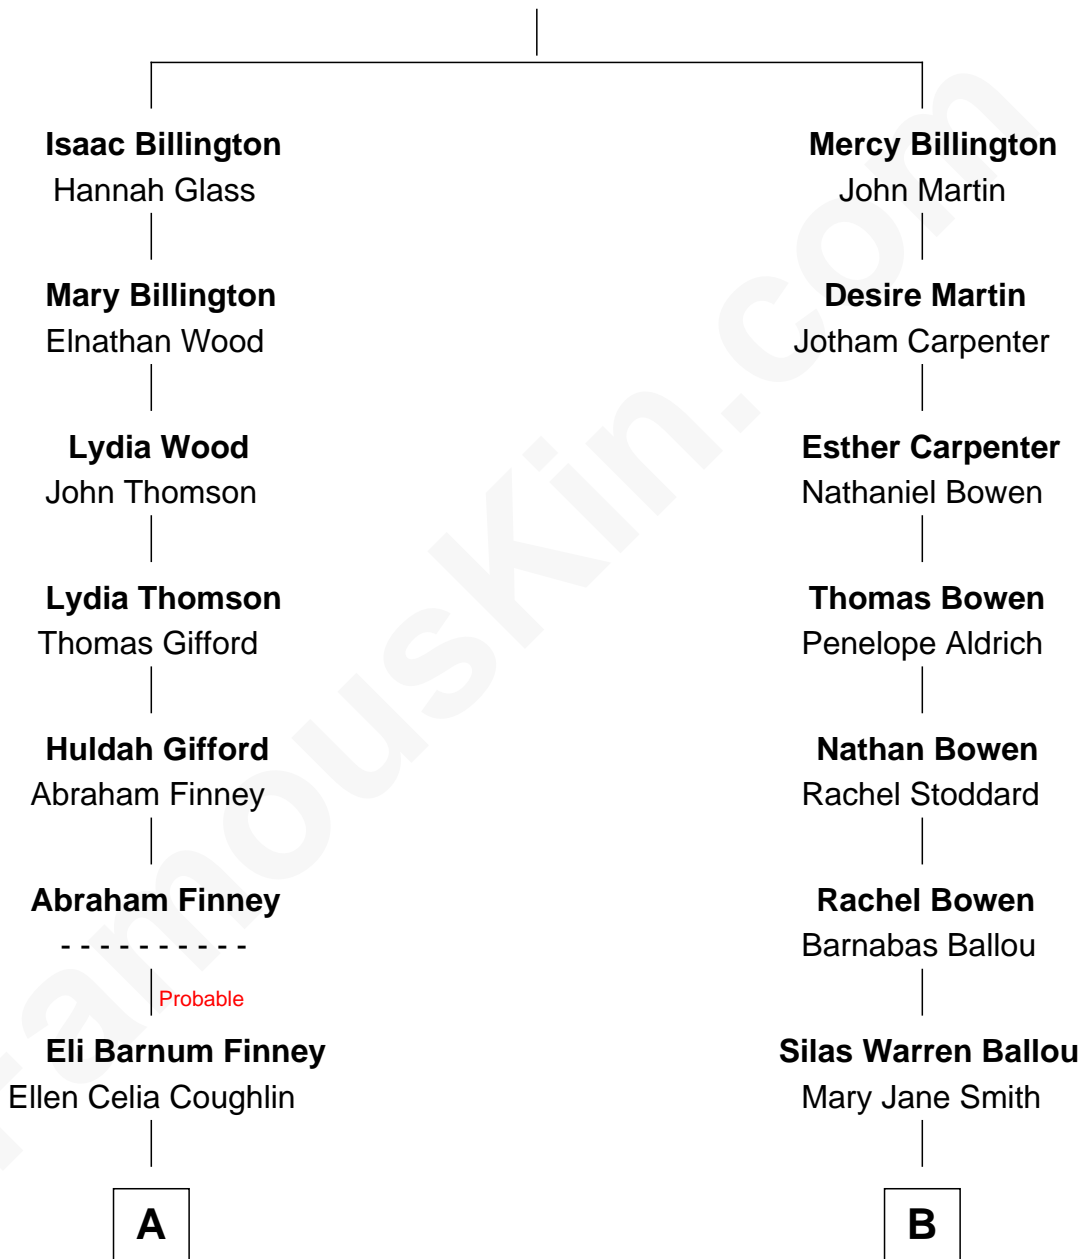 Isaac Billington
Hannah Glass
Mercy Billington
John Martin
Mary Billington
Elnathan Wood
Desire Martin
Jotham Carpenter
Lydia Wood
John Thomson
Esther Carpenter
Nathaniel Bowen
Lydia Thomson
Thomas Gifford
Thomas Bowen
Penelope Aldrich
Huldah Gifford
Abraham Finney
Nathan Bowen
Rachel Stoddard
Abraham Finney
- - - - - - - - - -
Rachel Bowen
Barnabas Ballou
Probable
Eli Barnum Finney
Ellen Celia Coughlin
Silas Warren Ballou
Mary Jane Smith
A
B
FamousKin.com